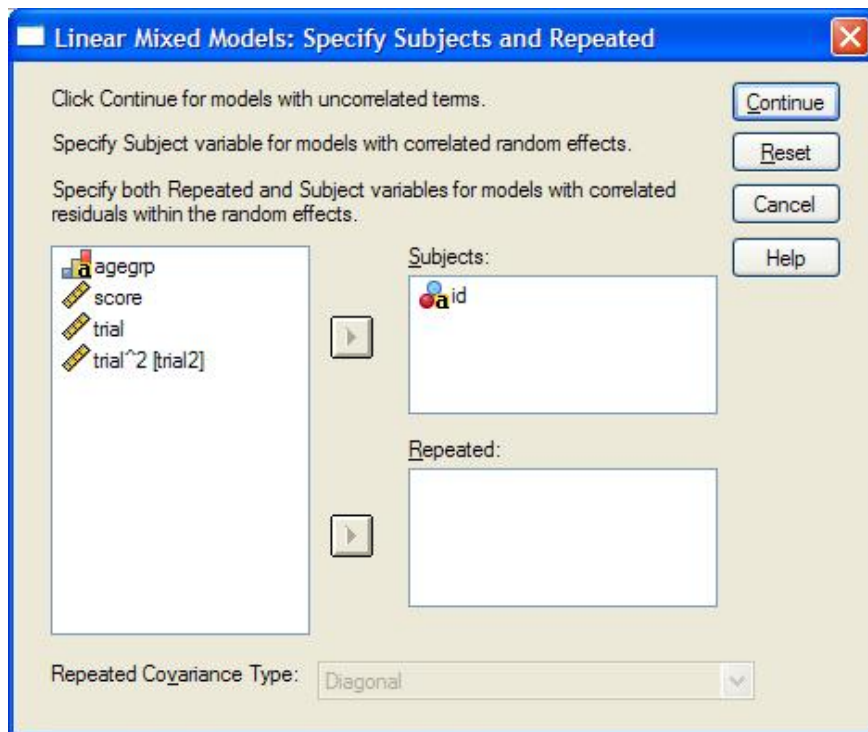 Linear Mixed Models: Specify Subjects and Repeated
Click Continue for models with uncorrelated terms.
Specify Subject variable for models with correlated random effects.
Specify both Repeated and Subject variables for models with correlated
residuals within the random effects.
Continue
Reset
Cancel
Help
agegrp
score
trial
trial^2 [trial2]
Subjects:
id
Repeated:
Repeated Covariance Type:
Diagonal